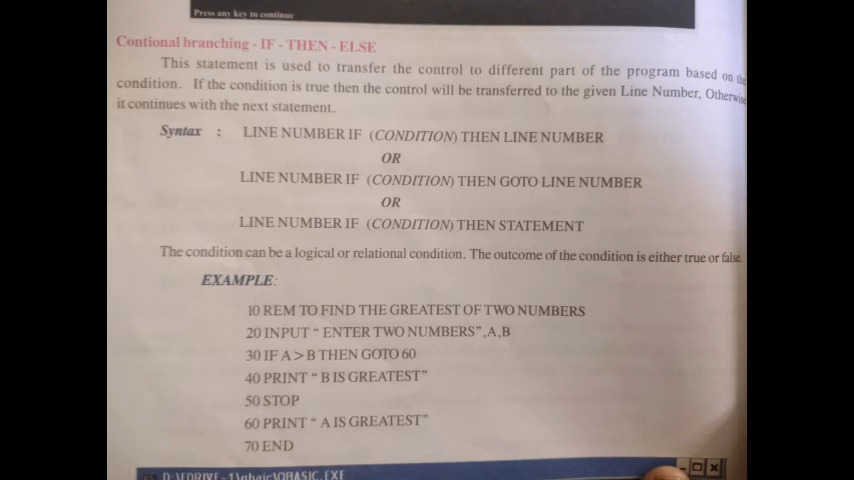 Press any key to continue
Contional branching - IF - THEN - ELSE
This statement is used to transfer the control to different part of the program based on the
condition. If the condition is true then the control will be transferred to the given Line Number, Otherwise
it continues with the next statement.
Syntax : LINE NUMBER IF (CONDITION) THEN LINE NUMBER
OR
LINE NUMBER IF (CONDITION) THEN GOTO LINE NUMBER
OR
LINE NUMBER IF (CONDITION) THEN STATEMENT
The condition can be a logical or relational condition. The outcome of the condition is either true or false.
EXAMPLE:
10 REM TO FIND THE GREATEST OF TWO NUMBERS
20 INPUT “ ENTER TWO NUMBERS”,A,B
30 IF A > B THEN GOTO 60
40 PRINT “ B IS GREATEST”
50 STOP
60 PRINT “ A IS GREATEST”
70 END
D:\EDRIVE-1\qbaic\QBASIC.EXE